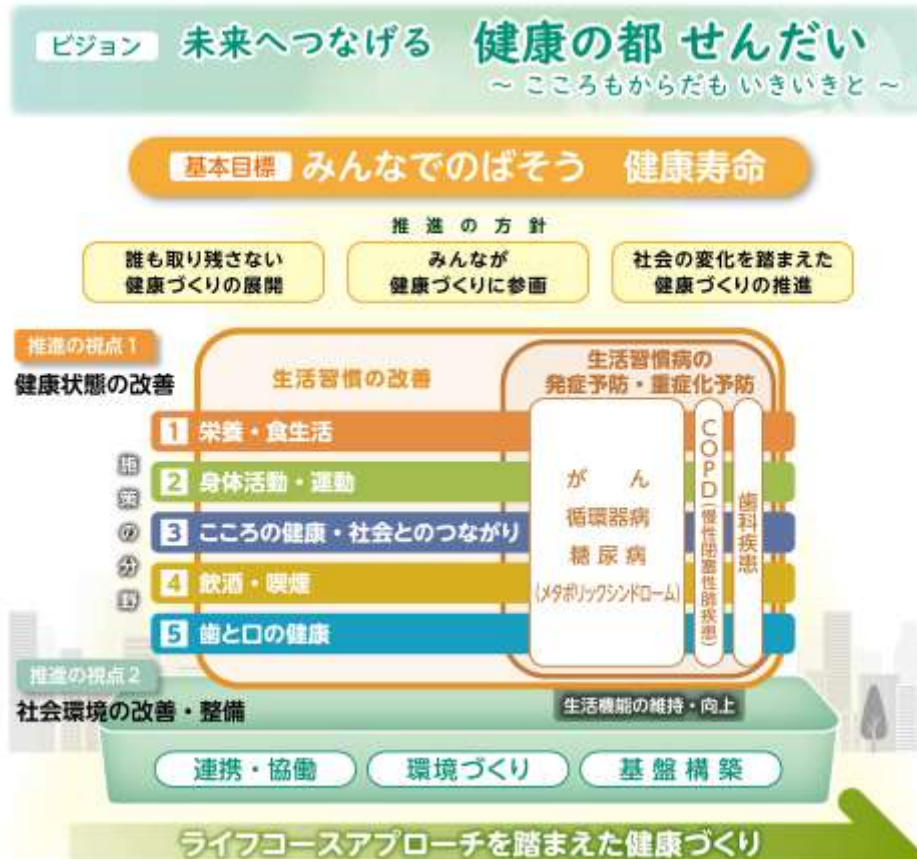 ビジョン 未来へつなげる 健康の都 せんだい
～ こころもからだも いきいきと ～
基本目標 みんなでのばそう 健康寿命
推進の方針
誰も取り残さない
健康づくりの展開
みんなが
健康づくりに参画
社会の変化を踏まえた
健康づくりの推進
推進の視点1
健康状態の改善
生活習慣の改善
生活習慣病の
発症予防・重症化予防
施策の分野
1 栄養・食生活
2 身体活動・運動
3 こころの健康・社会とのつながり
4 飲酒・喫煙
5 歯と口の健康
がん
循環器病
糖尿病
(メタボリックシンドローム)
COPD(慢性閉塞性肺疾患)
歯科疾患
推進の視点2
社会環境の改善・整備
生活機能の維持・向上
連携・協働
環境づくり
基盤構築
ライフコースアプローチを踏まえた健康づくり